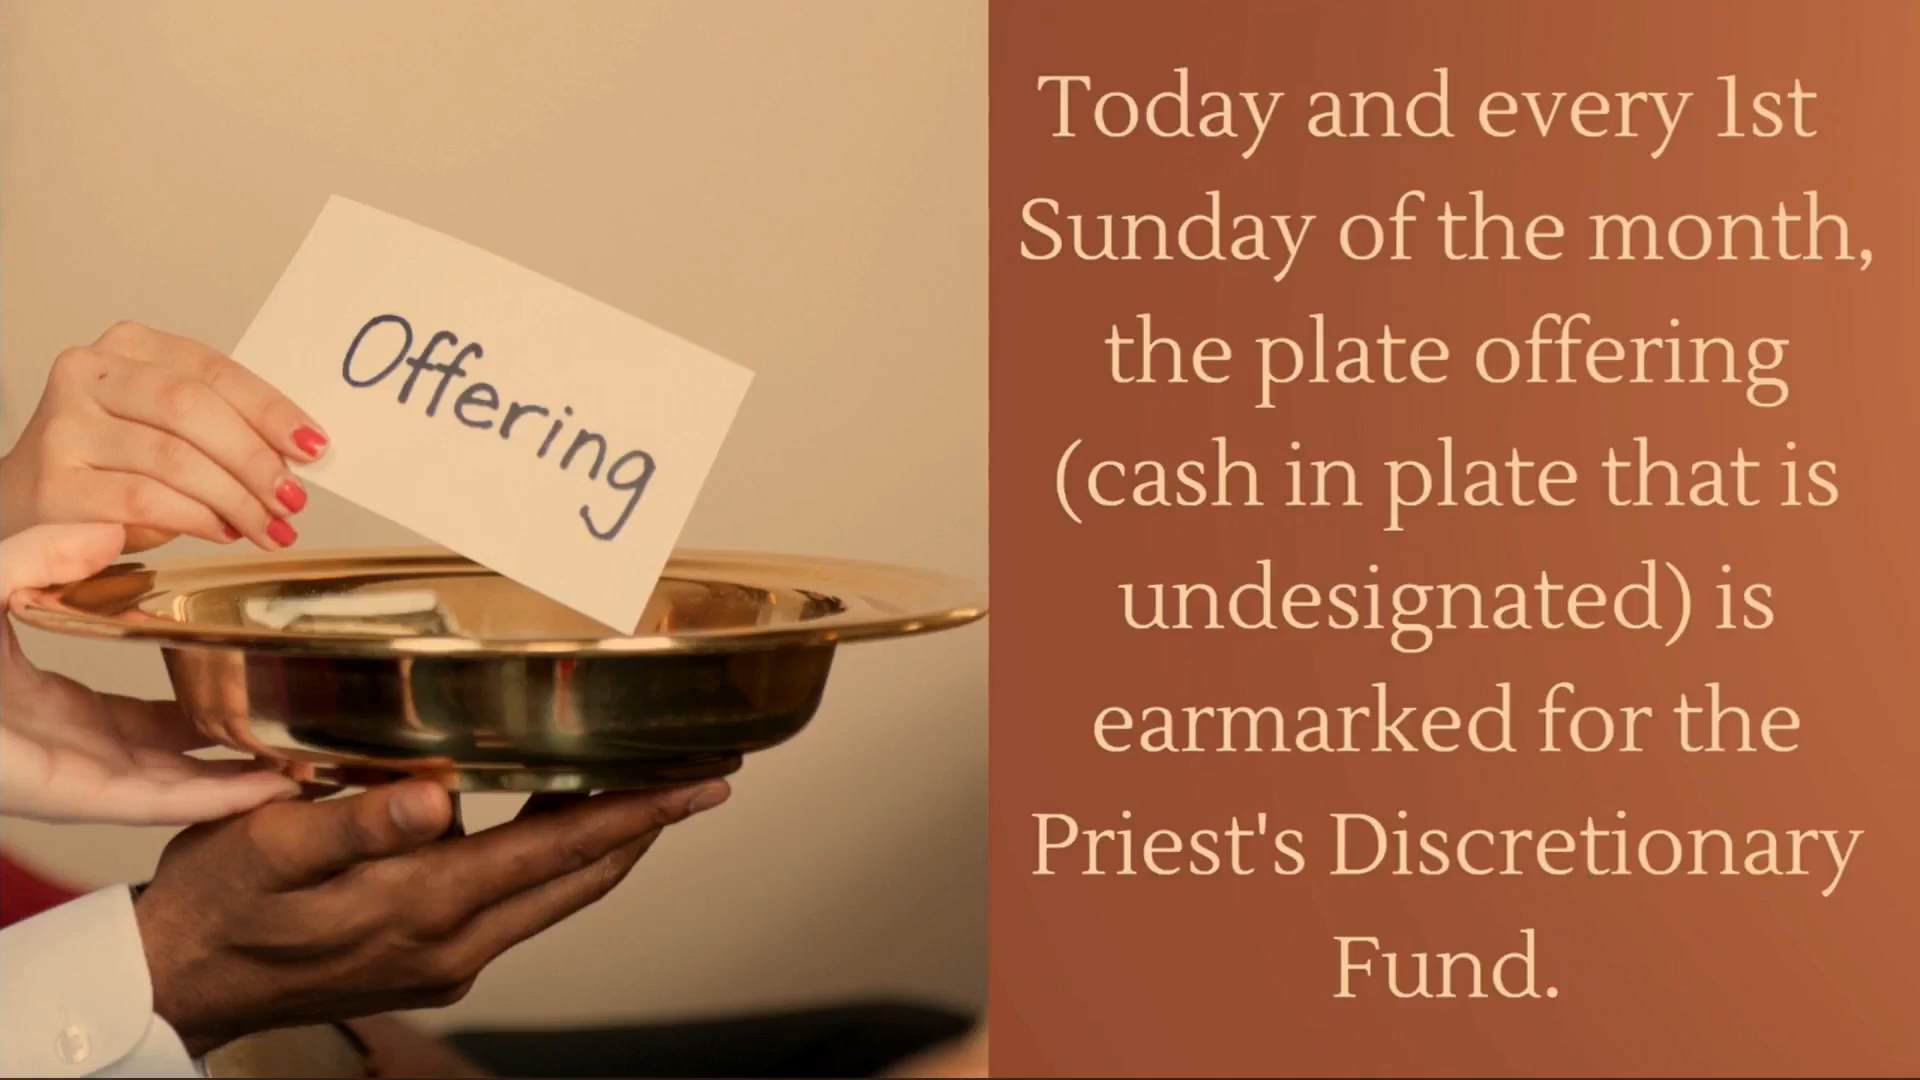 Offering
Today and every 1st
Sunday of the month,
the plate offering
(cash in plate that is
undesignated) is
earmarked for the
Priest's Discretionary
Fund.